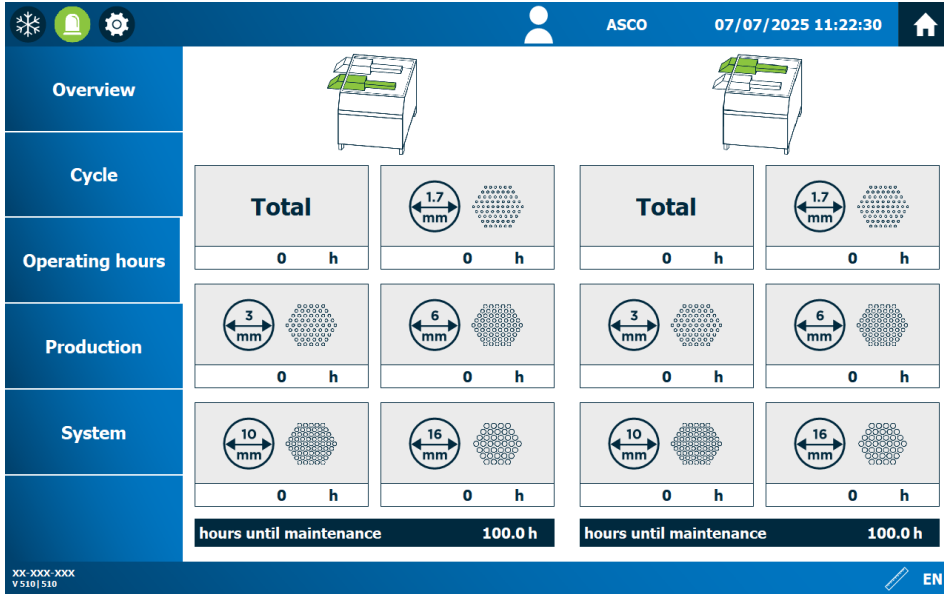 ASCO 07/07/2025 11:22:30
Overview
Cycle
Operating hours
Production
System
Total
0 h
1.7
mm
0 h
3
mm
0 h
6
mm
0 h
10
mm
0 h
16
mm
0 h
hours until maintenance 100.0 h
Total
0 h
1.7
mm
0 h
3
mm
0 h
6
mm
0 h
10
mm
0 h
16
mm
0 h
hours until maintenance 100.0 h
XX-XXX-XXX
V 510 | 510
EN